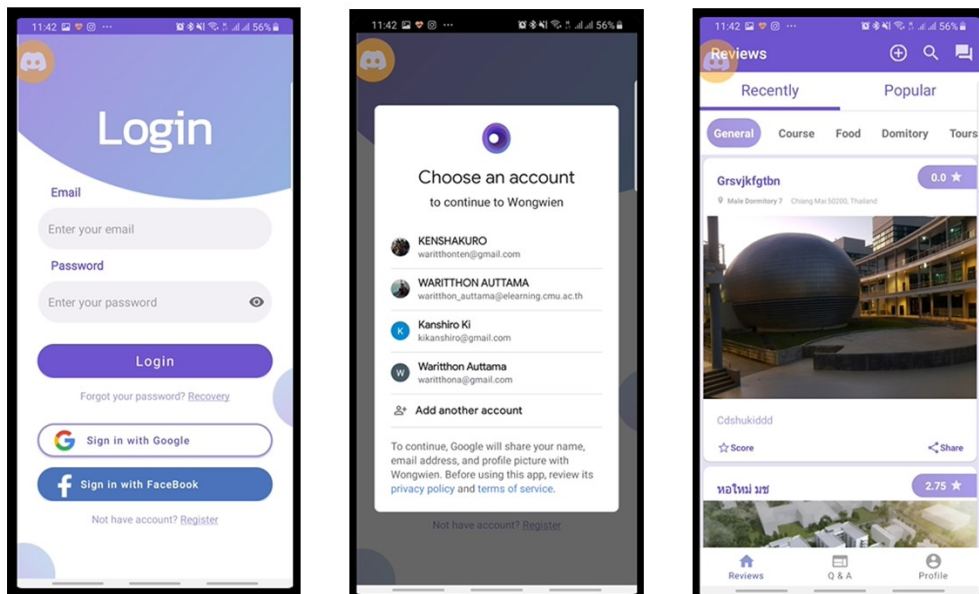 11:42 56%
Login
Email
Enter your email
Password
Enter your password
Login
Forgot your password? Recovery
Sign in with Google
Sign in with FaceBook
Not have account? Register
11:42 56%
Choose an account
to continue to Wongwien
KENSHAKURO
waritthonten@gmail.com
WARITTHON AUTTAMA
waritthon_auttama@elearning.cmu.ac.th
Kanshiro Ki
kikanshiro@gmail.com
Waritthon Auttama
waritthona@gmail.com
Add another account
To continue, Google will share your name,
email address, and profile picture with
Wongwien. Before using this app, review its
privacy policy and terms of service.
Not have account? Register
11:42 56%
Reviews
Recently Popular
General Course Food Domitory Tours
Grsvjkfgtbn 0.0
Male Dormitory 7 Chiang Mai 50200, Thailand
Cdshukiddd
Score Share
หอใหม่ มช 2.75
Reviews Q & A Profile